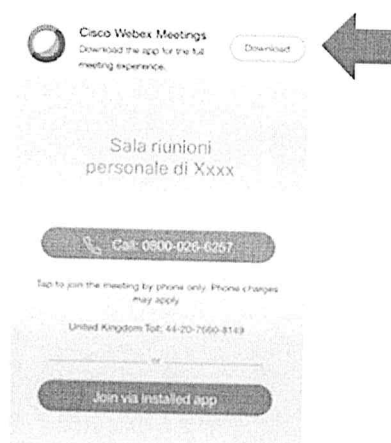 Cisco Webex Meetings
Download the app for the full
meeting experience.
Download
Sala riunioni
personale di Xxxx
Call: 0800-026-6257
Tap to join the meeting by phone only. Phone charges
may apply
United Kingdom Toll: 44-20-7660-8149
or
Join via installed app